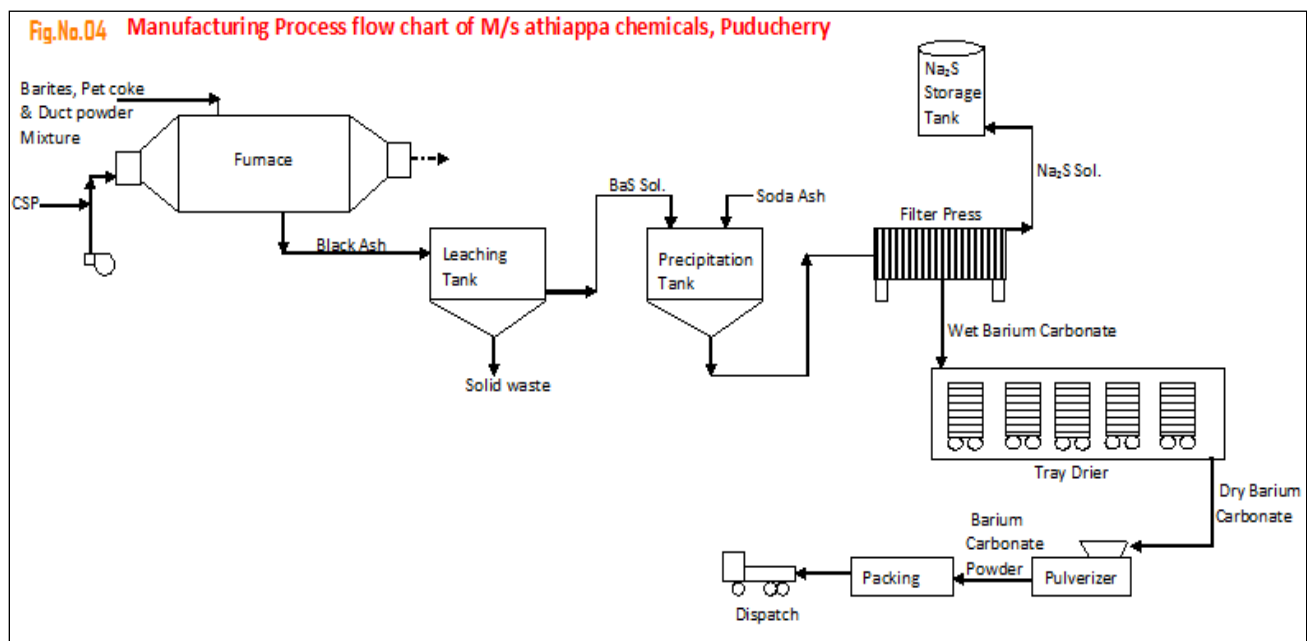 Fig.No.04 Manufacturing Process flow chart of M/s athiappa chemicals, Puducherry
Barites, Pet coke
& Duct powder
Mixture
Furnace
CSP
Black Ash
Leaching
Tank
Solid waste
BaS Sol.
Soda Ash
Precipitation
Tank
Na₂S
Storage
Tank
Na₂S Sol.
Filter Press
Wet Barium Carbonate
Tray Drier
Dry Barium
Carbonate
Pulverizer
Barium
Carbonate
Powder
Packing
Dispatch